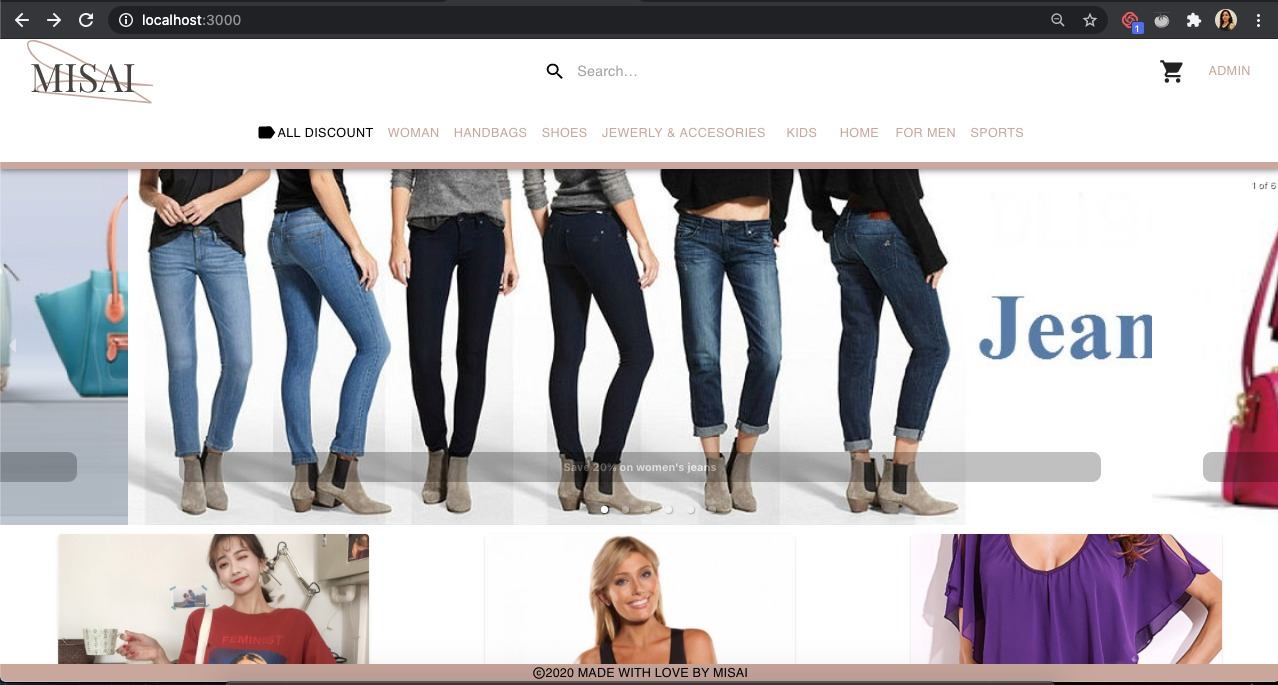 localhost:3000
1
MISAI
Search...
ADMIN
ALL DISCOUNT WOMAN HANDBAGS SHOES JEWERLY & ACCESORIES KIDS HOME FOR MEN SPORTS
1 of 6
Jean
Save 20% on women's jeans
FEMINIST
©2020 MADE WITH LOVE BY MISAI